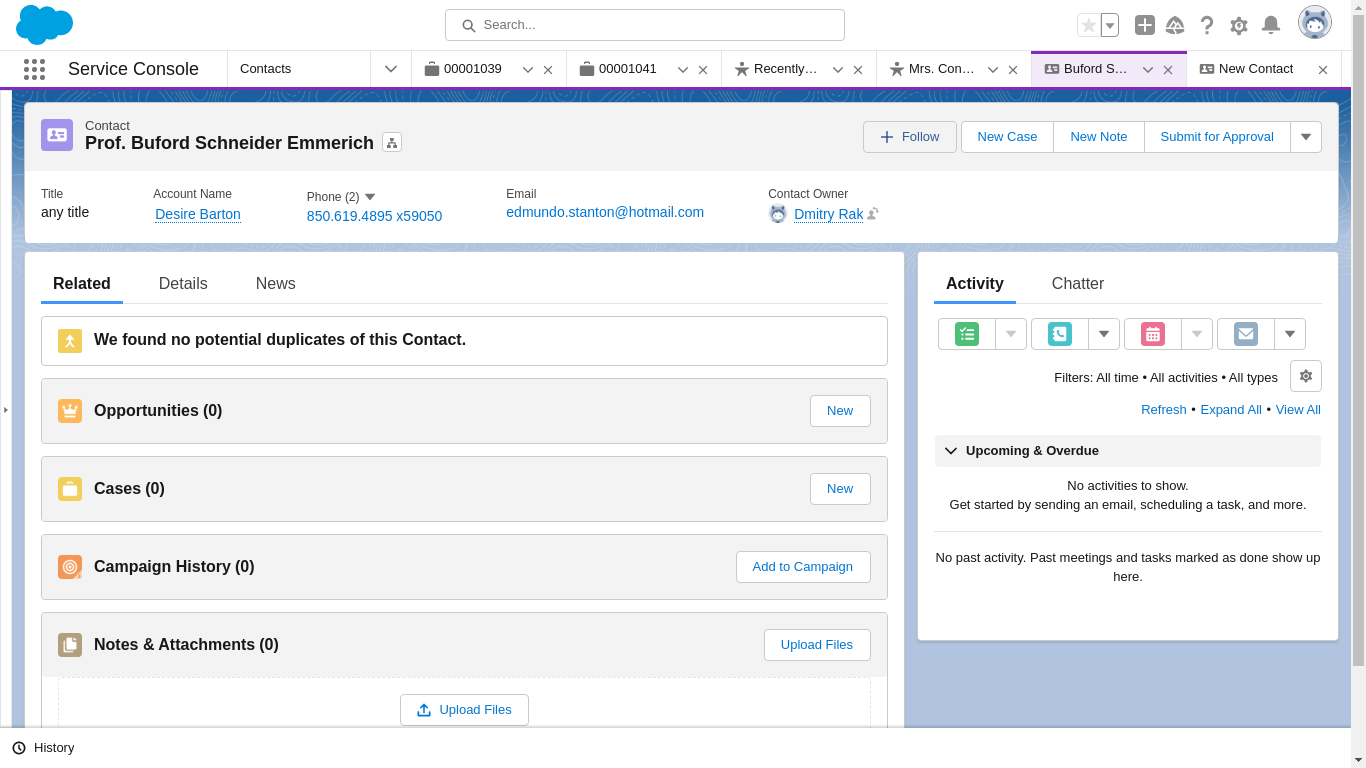 Search...
Service Console
Contacts
00001039
00001041
Recently…
Mrs. Con…
Buford S…
New Contact
Contact
Prof. Buford Schneider Emmerich
Follow
New Case
New Note
Submit for Approval
Title
any title
Account Name
Desire Barton
Phone (2)
850.619.4895 x59050
Email
edmundo.stanton@hotmail.com
Contact Owner
Dmitry Rak
Related
Details
News
We found no potential duplicates of this Contact.
Opportunities (0)
New
Cases (0)
New
Campaign History (0)
Add to Campaign
Notes & Attachments (0)
Upload Files
Upload Files
Activity
Chatter
Filters: All time • All activities • All types
Refresh • Expand All • View All
Upcoming & Overdue
No activities to show.
Get started by sending an email, scheduling a task, and more.
No past activity. Past meetings and tasks marked as done show up
here.
History